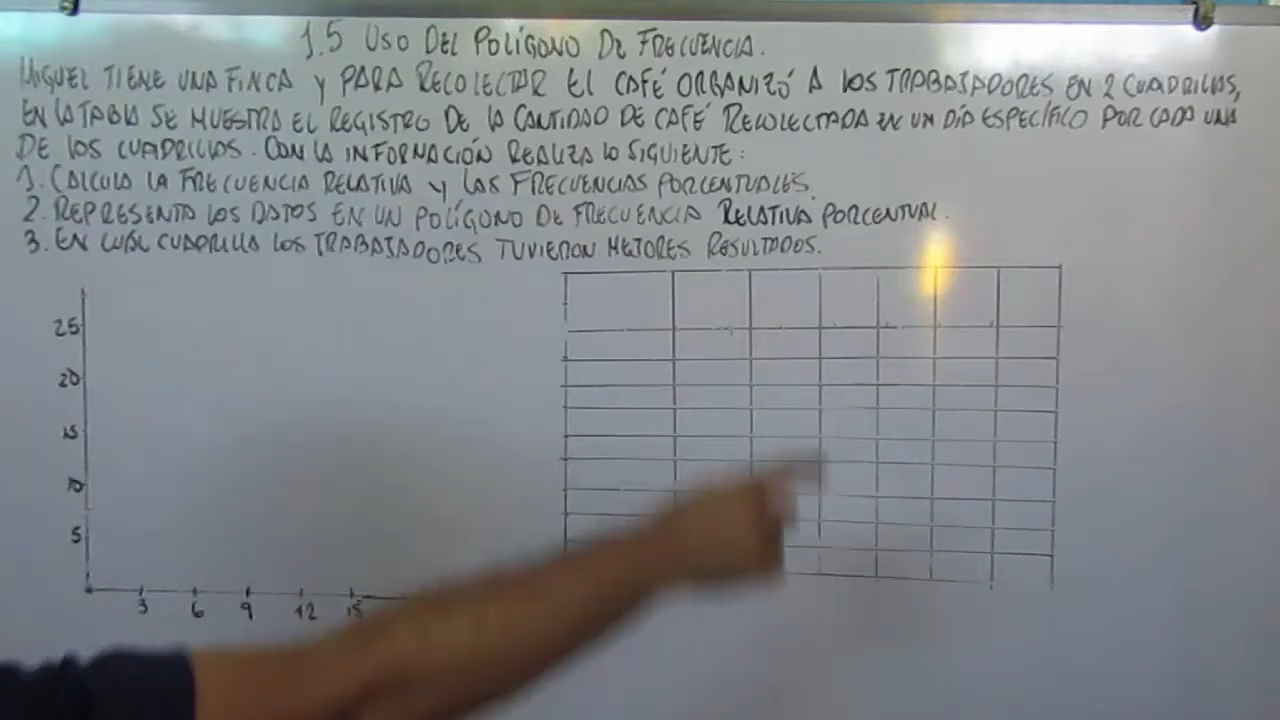 1.5 USO DEL POLÍGONO DE FRECUENCIA.
MIGUEL TIENE UNA FINCA Y PARA RECOLECTAR EL CAFÉ ORGANIZÓ A LOS TRABAJADORES EN 2 CUADRILLAS,
EN LA TABLA SE MUESTRA EL REGISTRO DE LA CANTIDAD DE CAFÉ RECOLECTADA EN UN DÍA ESPECÍFICO POR CADA UNA
DE LAS CUADRILLAS. CON LA INFORMACIÓN REALIZA LO SIGUIENTE:
1. CALCULA LA FRECUENCIA RELATIVA Y LAS FRECUENCIAS PORCENTUALES.
2. REPRESENTA LOS DATOS EN UN POLÍGONO DE FRECUENCIA RELATIVA PORCENTUAL.
3. EN CUÁL CUADRILLA LOS TRABAJADORES TUVIERON MEJORES RESULTADOS.
25
20
15
10
5
3 6 9 12 15